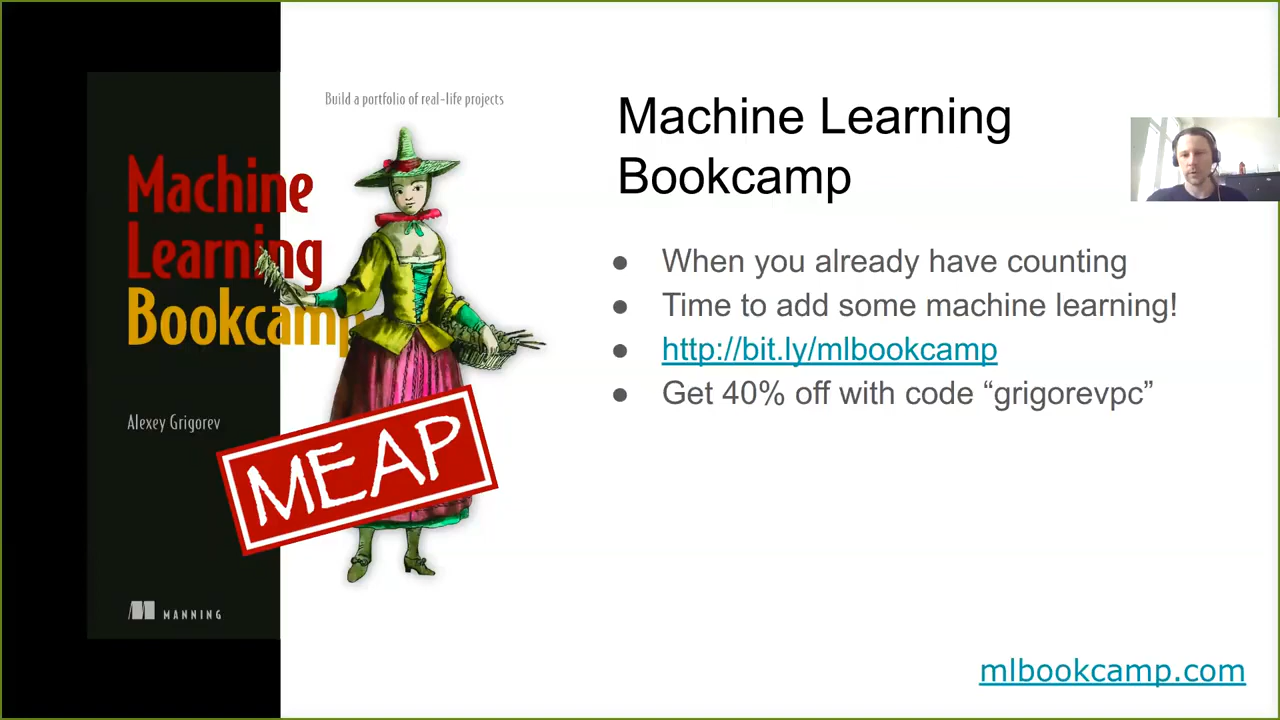 Build a portfolio of real-life projects
Machine
Learning
Bookcamp
Alexey Grigorev
MEAP
MANNING
Machine Learning
Bookcamp
● When you already have counting
● Time to add some machine learning!
● http://bit.ly/mlbookcamp
● Get 40% off with code “grigorevpc”
mlbookcamp.com